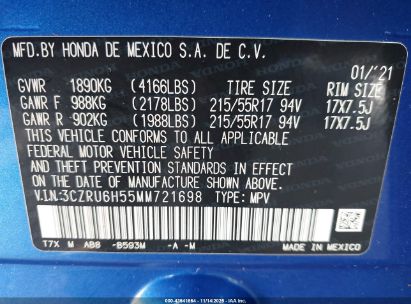 MFD. BY HONDA DE MEXICO S.A. DE C.V.
01/'21
GVWR 1890KG (4166LBS) TIRE SIZE RIM SIZE
GAWR F 988KG (2178LBS) 215/55R17 94V 17X7.5J
GAWR R 902KG (1988LBS) 215/55R17 94V 17X7.5J
THIS VEHICLE CONFORMS TO ALL APPLICABLE
FEDERAL MOTOR VEHICLE SAFETY, BUMPER,
AND THEFT PREVENTION STANDARDS IN EFFECT
ON THE DATE OF MANUFACTURE SHOWN ABOVE.
V.I.N. 3CZRU6H55MM721698 TYPE: MPV
T7X M ABB -B593M -A -M
MADE IN MEXICO